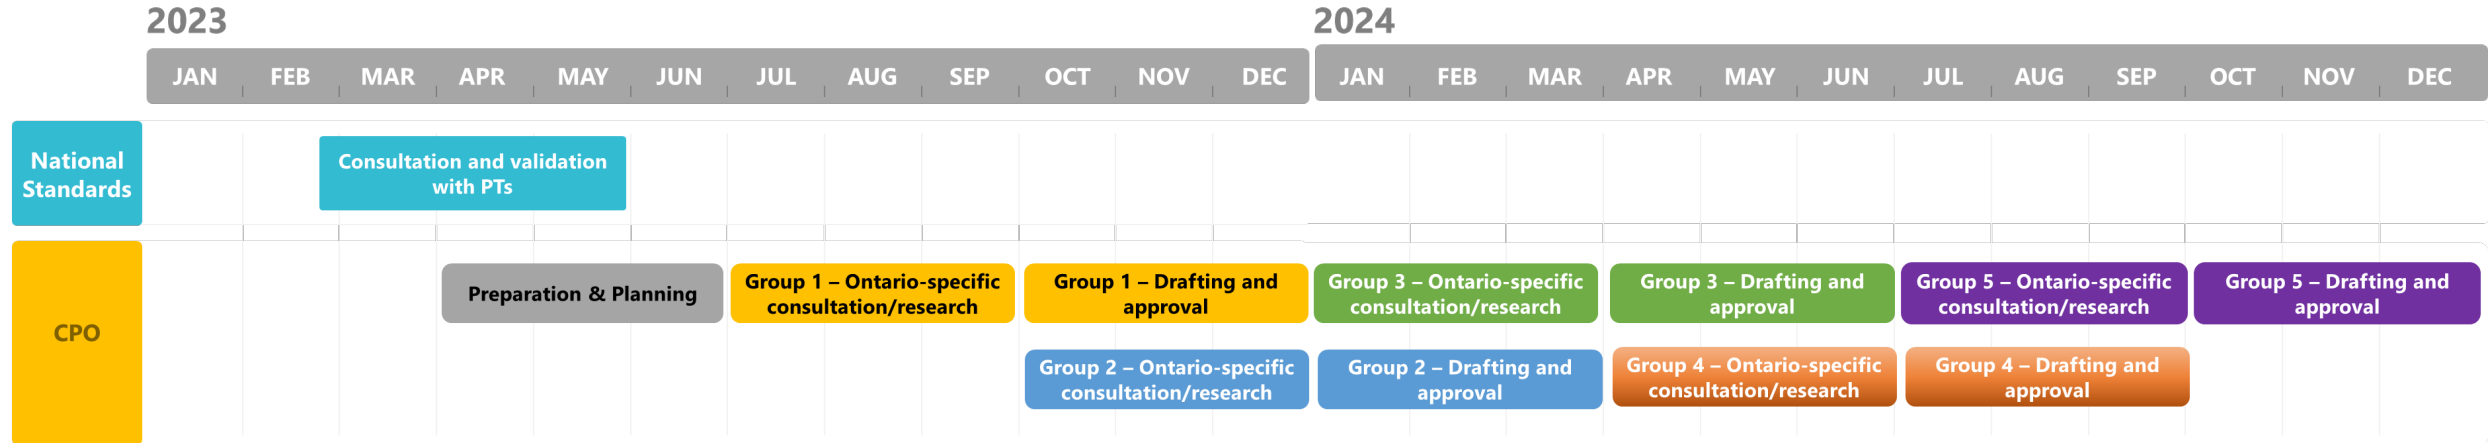 2023
2024
JAN FEB MAR APR MAY JUN JUL AUG SEP OCT NOV DEC JAN FEB MAR APR MAY JUN JUL AUG SEP OCT NOV DEC
National
Standards
Consultation and validation
with PTs
CPO
Preparation & Planning
Group 1 – Ontario-specific
consultation/research
Group 1 – Drafting and
approval
Group 3 – Ontario-specific
consultation/research
Group 3 – Drafting and
approval
Group 5 – Ontario-specific
consultation/research
Group 5 – Drafting and
approval
Group 2 – Ontario-specific
consultation/research
Group 2 – Drafting and
approval
Group 4 – Ontario-specific
consultation/research
Group 4 – Drafting and
approval